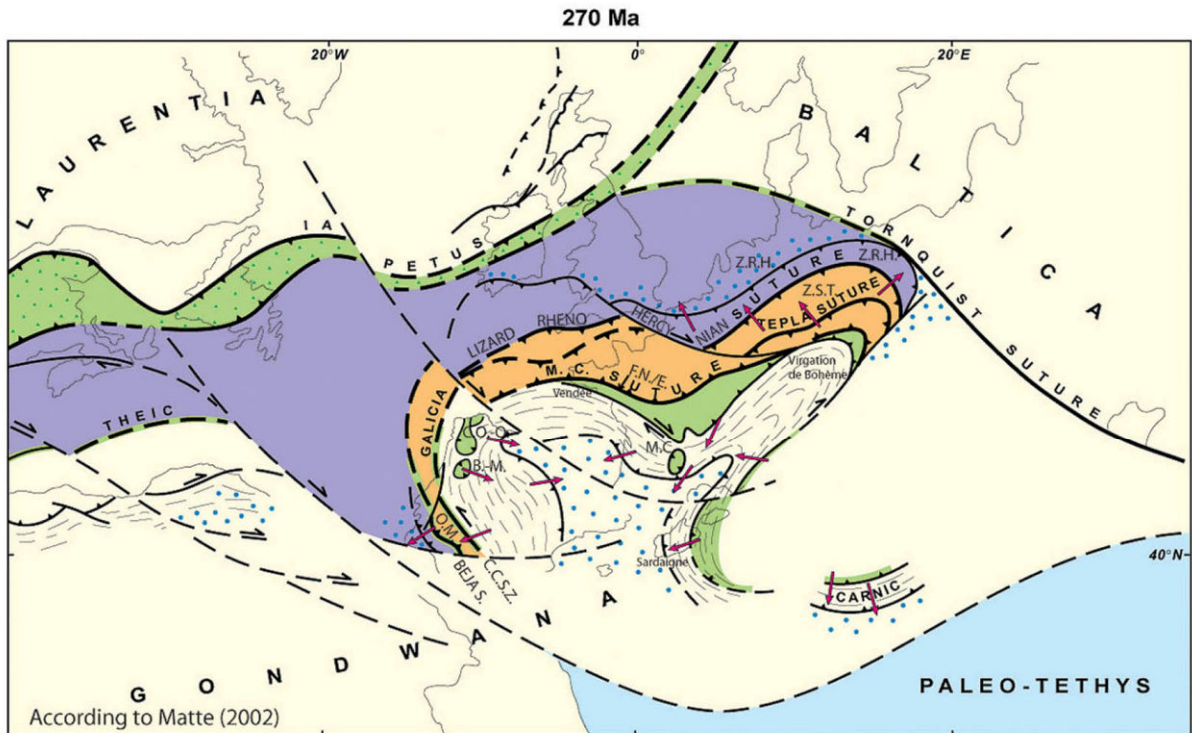 270 Ma
20°W
0°
20°E
LAURENTIA
BALTICA
IA
PETUS
TORNQUIST SUTURE
Z.R.H.
Z.R.H.
Z.S.T.
TEPLA SUTURE
LIZARD
RHENO
HERCY
NIAN
SUTURE
M. C. SUTURE
F.N./E.
Vendée
Virgation
de Bohème
GALICIA
THEIC
O.-O.
B.-M.
M.C.
O.M.
BEJA S.
C.C.S.Z.
Sardaigne
40°N
CARNIC
GONDWANA
PALEO-TETHYS
According to Matte (2002)